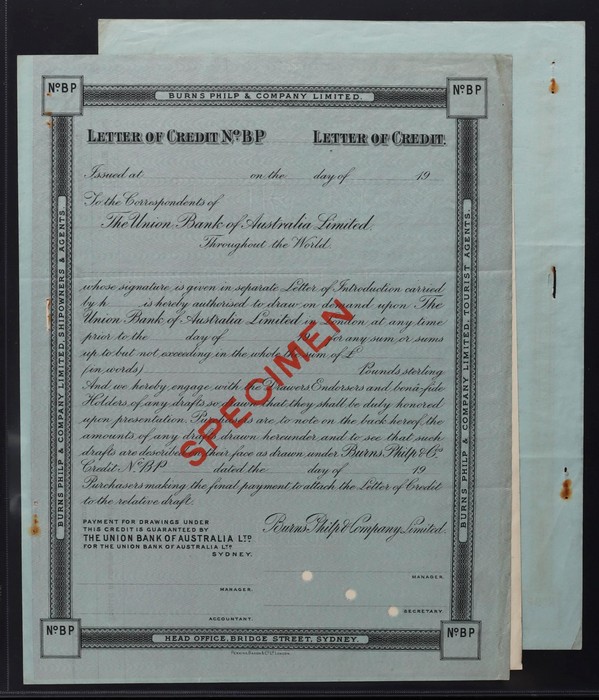 NoBP
BURNS PHILP & COMPANY LIMITED.
NoBP
LETTER OF CREDIT NoBP
LETTER OF CREDIT.
Issued at on the day of 19
To the Correspondents of
The Union Bank of Australia Limited
Throughout the World.
whose signature is given in separate Letter of Introduction carried
by h is hereby authorised to draw on demand upon The
Union Bank of Australia Limited in London at any time
prior to the day of for any sum or sums
up to but not exceeding in the whole the sum of £
(in words) Pounds sterling
And we hereby engage with the Drawers Endorsers and bonâ-fide
Holders of any drafts so drawn that they shall be duly honored
upon presentation. Purchasers are to note on the back hereof, the
amounts of any drafts drawn hereunder and to see that such
drafts are described on their face as drawn under Burns, Philp & Co's
Credit No BP dated the day of 19
Purchasers making the final payment to attach the Letter of Credit
to the relative draft.
SPECIMEN
PAYMENT FOR DRAWINGS UNDER
THIS CREDIT IS GUARANTEED BY
THE UNION BANK OF AUSTRALIA LTD
FOR THE UNION BANK OF AUSTRALIA LTD
SYDNEY.
Burns Philp & Company Limited.
MANAGER.
MANAGER.
SECRETARY.
ACCOUNTANT.
BURNS PHILP & COMPANY LIMITED, SHIPOWNERS & AGENTS.
BURNS PHILP & COMPANY LIMITED, TOURIST AGENTS.
NoBP
HEAD OFFICE, BRIDGE STREET, SYDNEY.
NoBP